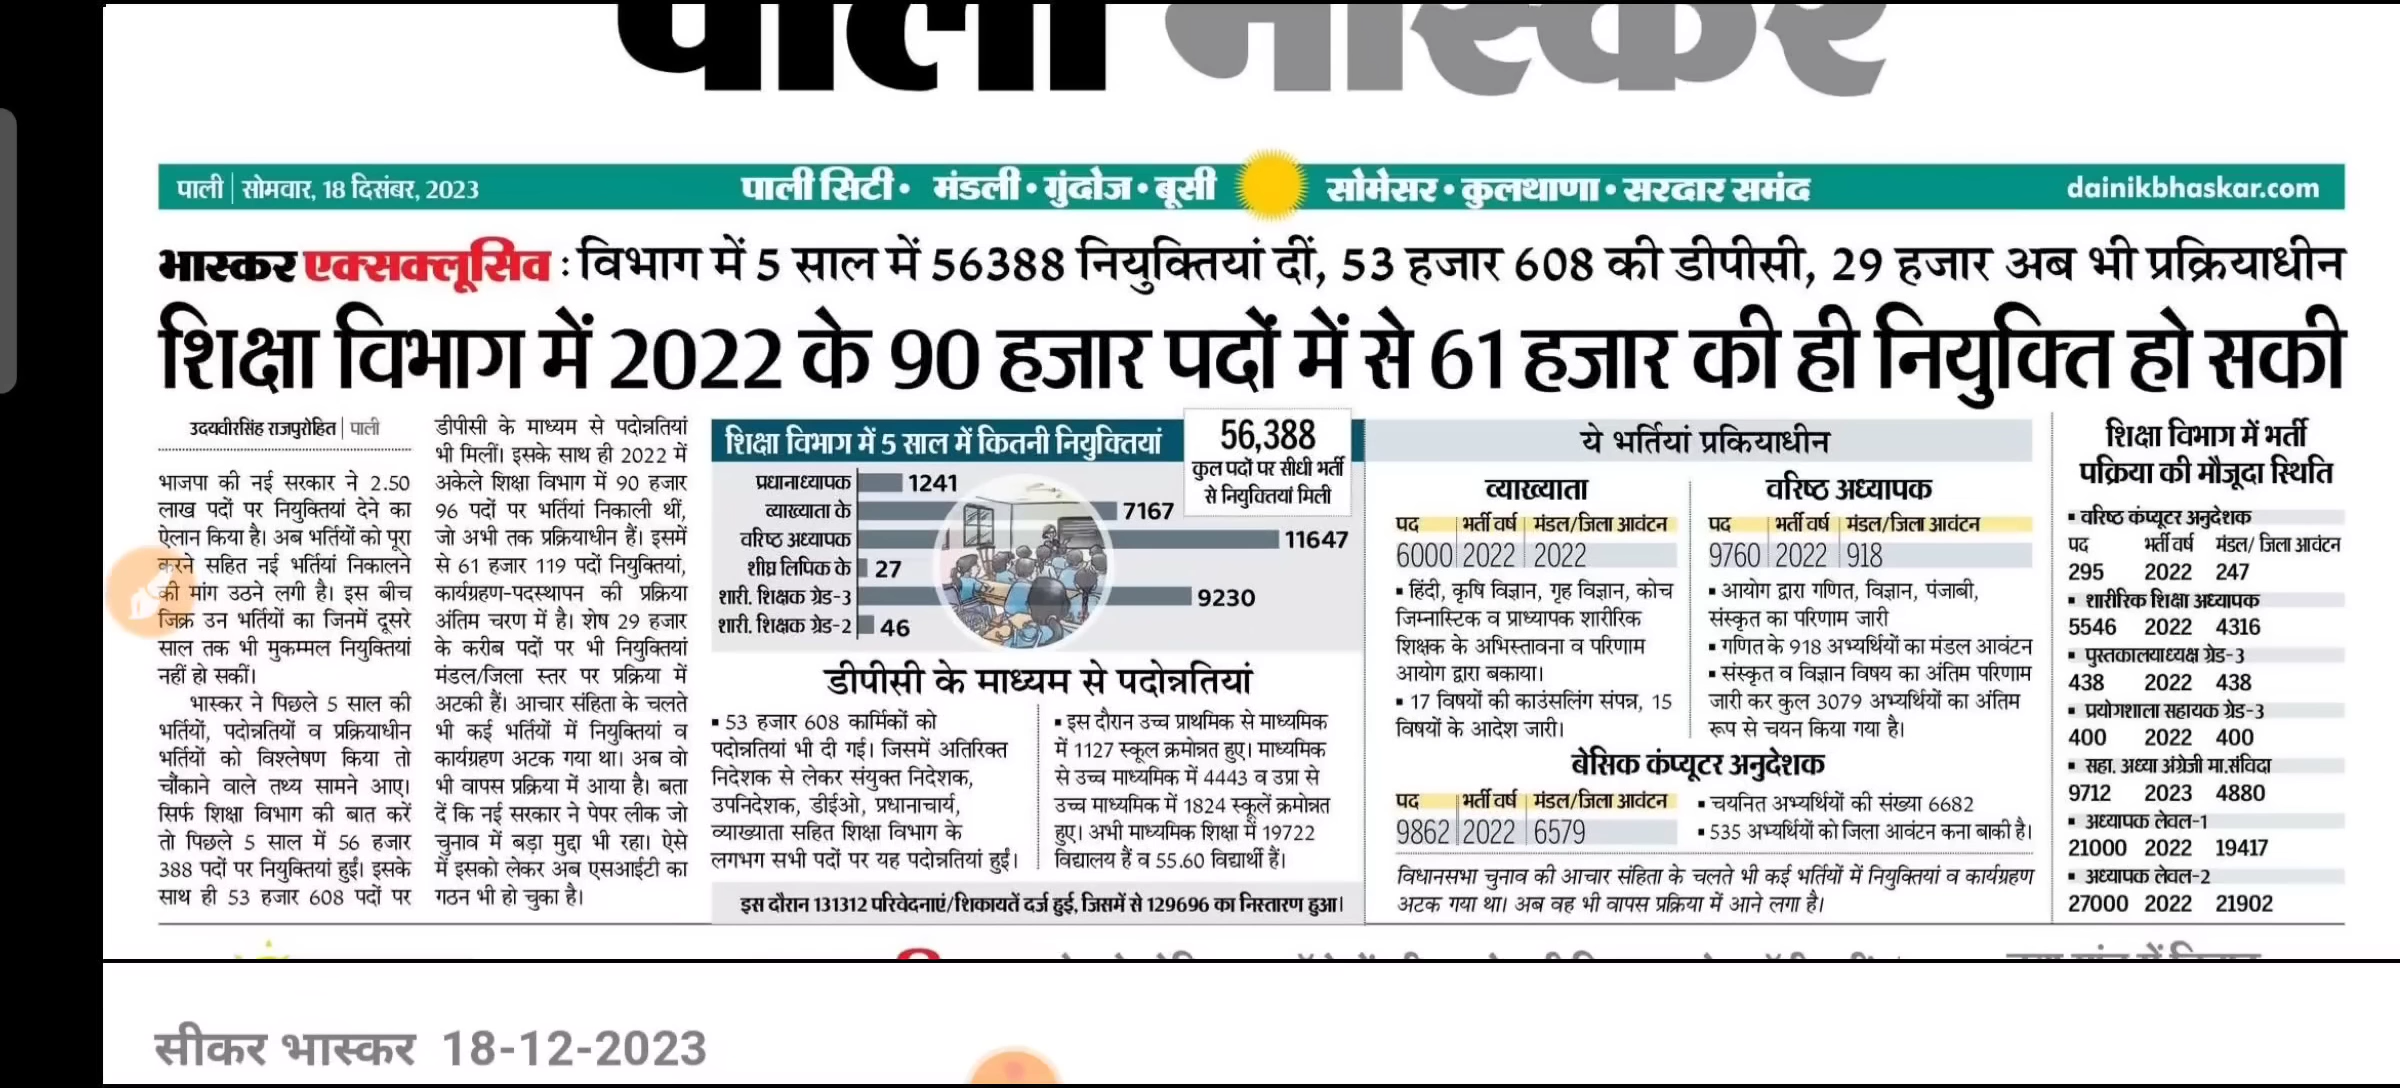 पाली भास्कर
पाली | सोमवार, 18 दिसंबर, 2023
पाली सिटी • मंडली • गुंदोज • बूसी
सोमेसर • कुलथाणा • सरदार समंद
dainikbhaskar.com
भास्कर एक्सक्लूसिव : विभाग में 5 साल में 56388 नियुक्तियां दीं, 53 हजार 608 की डीपीसी, 29 हजार अब भी प्रक्रियाधीन
शिक्षा विभाग में 2022 के 90 हजार पदों में से 61 हजार की ही नियुक्ति हो सकी
उदयवीरसिंह राजपुरोहित | पाली
भाजपा की नई सरकार ने 2.50
लाख पदों पर नियुक्तियां देने का
ऐलान किया है। अब भर्तियों को पूरा
करने सहित नई भर्तियां निकालने
की मांग उठने लगी है। इस बीच
जिक्र उन भर्तियों का जिनमें दूसरे
साल तक भी मुकम्मल नियुक्तियां
नहीं हो सकीं।
भास्कर ने पिछले 5 साल की
भर्तियों, पदोन्नतियों व प्रक्रियाधीन
भर्तियों को विश्लेषण किया तो
चौंकाने वाले तथ्य सामने आए।
सिर्फ शिक्षा विभाग की बात करें
तो पिछले 5 साल में 56 हजार
388 पदों पर नियुक्तियां हुईं। इसके
साथ ही 53 हजार 608 पदों पर
डीपीसी के माध्यम से पदोन्नतियां
भी मिलीं। इसके साथ ही 2022 में
अकेले शिक्षा विभाग में 90 हजार
96 पदों पर भर्तियां निकाली थीं,
जो अभी तक प्रक्रियाधीन हैं। इसमें
से 61 हजार 119 पदों नियुक्तियां,
कार्यग्रहण-पदस्थापन की प्रक्रिया
अंतिम चरण में है। शेष 29 हजार
के करीब पदों पर भी नियुक्तियां
मंडल/जिला स्तर पर प्रक्रिया में
अटकी हैं। आचार संहिता के चलते
भी कई भर्तियों में नियुक्तियां व
कार्यग्रहण अटक गया था। अब वो
भी वापस प्रक्रिया में आया है। बता
दें कि नई सरकार ने पेपर लीक जो
चुनाव में बड़ा मुद्दा भी रहा। ऐसे
में इसको लेकर अब एसआईटी का
गठन भी हो चुका है।
शिक्षा विभाग में 5 साल में कितनी नियुक्तियां
56,388
कुल पदों पर सीधी भर्ती
से नियुक्तियां मिली
प्रधानाध्यापक 1241
व्याख्याता के 7167
वरिष्ठ अध्यापक 11647
शीघ्र लिपिक के 27
शारी. शिक्षक ग्रेड-3 9230
शारी. शिक्षक ग्रेड-2 46
डीपीसी के माध्यम से पदोन्नतियां
▪ 53 हजार 608 कार्मिकों को
पदोन्नतियां भी दी गई। जिसमें अतिरिक्त
निदेशक से लेकर संयुक्त निदेशक,
उपनिदेशक, डीईओ, प्रधानाचार्य,
व्याख्याता सहित शिक्षा विभाग के
लगभग सभी पदों पर यह पदोन्नतियां हुईं।
▪ इस दौरान उच्च प्राथमिक से माध्यमिक
में 1127 स्कूल क्रमोन्नत हुए। माध्यमिक
से उच्च माध्यमिक में 4443 व उप्रा से
उच्च माध्यमिक में 1824 स्कूलें क्रमोन्नत
हुए। अभी माध्यमिक शिक्षा में 19722
विद्यालय हैं व 55.60 विद्यार्थी हैं।
इस दौरान 131312 परिवेदनाएं/शिकायतें दर्ज हुई, जिसमें से 129696 का निस्तारण हुआ।
ये भर्तियां प्रकियाधीन
व्याख्याता
पद भर्ती वर्ष मंडल/जिला आवंटन
6000 2022 2022
▪ हिंदी, कृषि विज्ञान, गृह विज्ञान, कोच
जिम्नास्टिक व प्राध्यापक शारीरिक
शिक्षक के अभिस्तावना व परिणाम
आयोग द्वारा बकाया।
▪ 17 विषयों की काउंसलिंग संपन्न, 15
विषयों के आदेश जारी।
वरिष्ठ अध्यापक
पद भर्ती वर्ष मंडल/जिला आवंटन
9760 2022 918
▪ आयोग द्वारा गणित, विज्ञान, पंजाबी,
संस्कृत का परिणाम जारी
▪ गणित के 918 अभ्यर्थियों का मंडल आवंटन
▪ संस्कृत व विज्ञान विषय का अंतिम परिणाम
जारी कर कुल 3079 अभ्यर्थियों का अंतिम
रूप से चयन किया गया है।
बेसिक कंप्यूटर अनुदेशक
पद भर्ती वर्ष मंडल/जिला आवंटन
9862 2022 6579
▪ चयनित अभ्यर्थियों की संख्या 6682
▪ 535 अभ्यर्थियों को जिला आवंटन कना बाकी है।
विधानसभा चुनाव की आचार संहिता के चलते भी कई भर्तियों में नियुक्तियां व कार्यग्रहण
अटक गया था। अब वह भी वापस प्रक्रिया में आने लगा है।
शिक्षा विभाग में भर्ती
पक्रिया की मौजूदा स्थिति
▪ वरिष्ठ कंप्यूटर अनुदेशक
पद भर्ती वर्ष मंडल/ जिला आवंटन
295 2022 247
▪ शारीरिक शिक्षा अध्यापक
5546 2022 4316
▪ पुस्तकालयाध्यक्ष ग्रेड-3
438 2022 438
▪ प्रयोगशाला सहायक ग्रेड-3
400 2022 400
▪ सहा. अध्या अंग्रेजी मा.संविदा
9712 2023 4880
▪ अध्यापक लेवल-1
21000 2022 19417
▪ अध्यापक लेवल-2
27000 2022 21902
सीकर भास्कर 18-12-2023